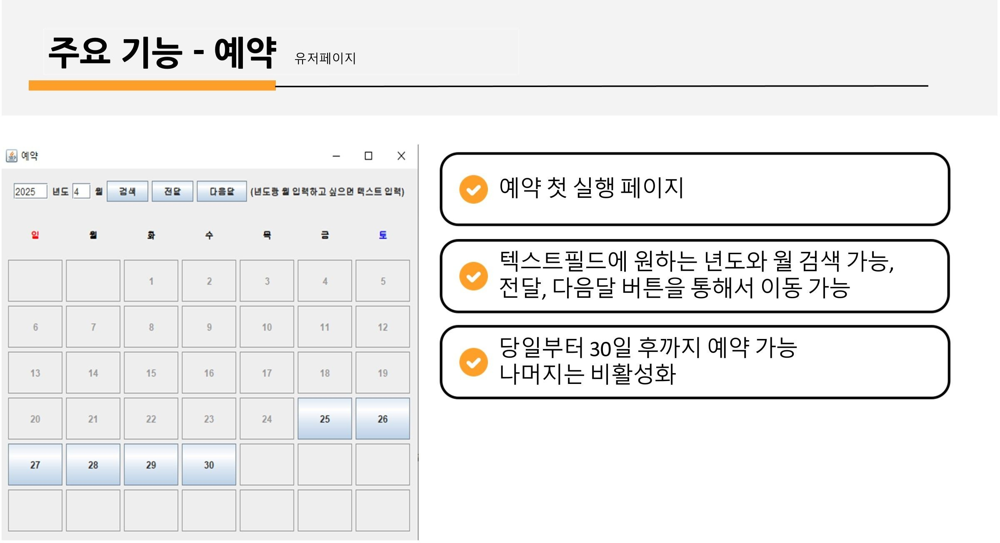 주요 기능 - 예약 유저페이지
예약
2025 년도 4 월 검색 전달 다음달 (년도랑 월 입력하고 싶으면 텍스트 입력)
일 월 화 수 목 금 토
1 2 3 4 5
6 7 8 9 10 11 12
13 14 15 16 17 18 19
20 21 22 23 24 25 26
27 28 29 30
예약 첫 실행 페이지
텍스트필드에 원하는 년도와 월 검색 가능,
전달, 다음달 버튼을 통해서 이동 가능
당일부터 30일 후까지 예약 가능
나머지는 비활성화